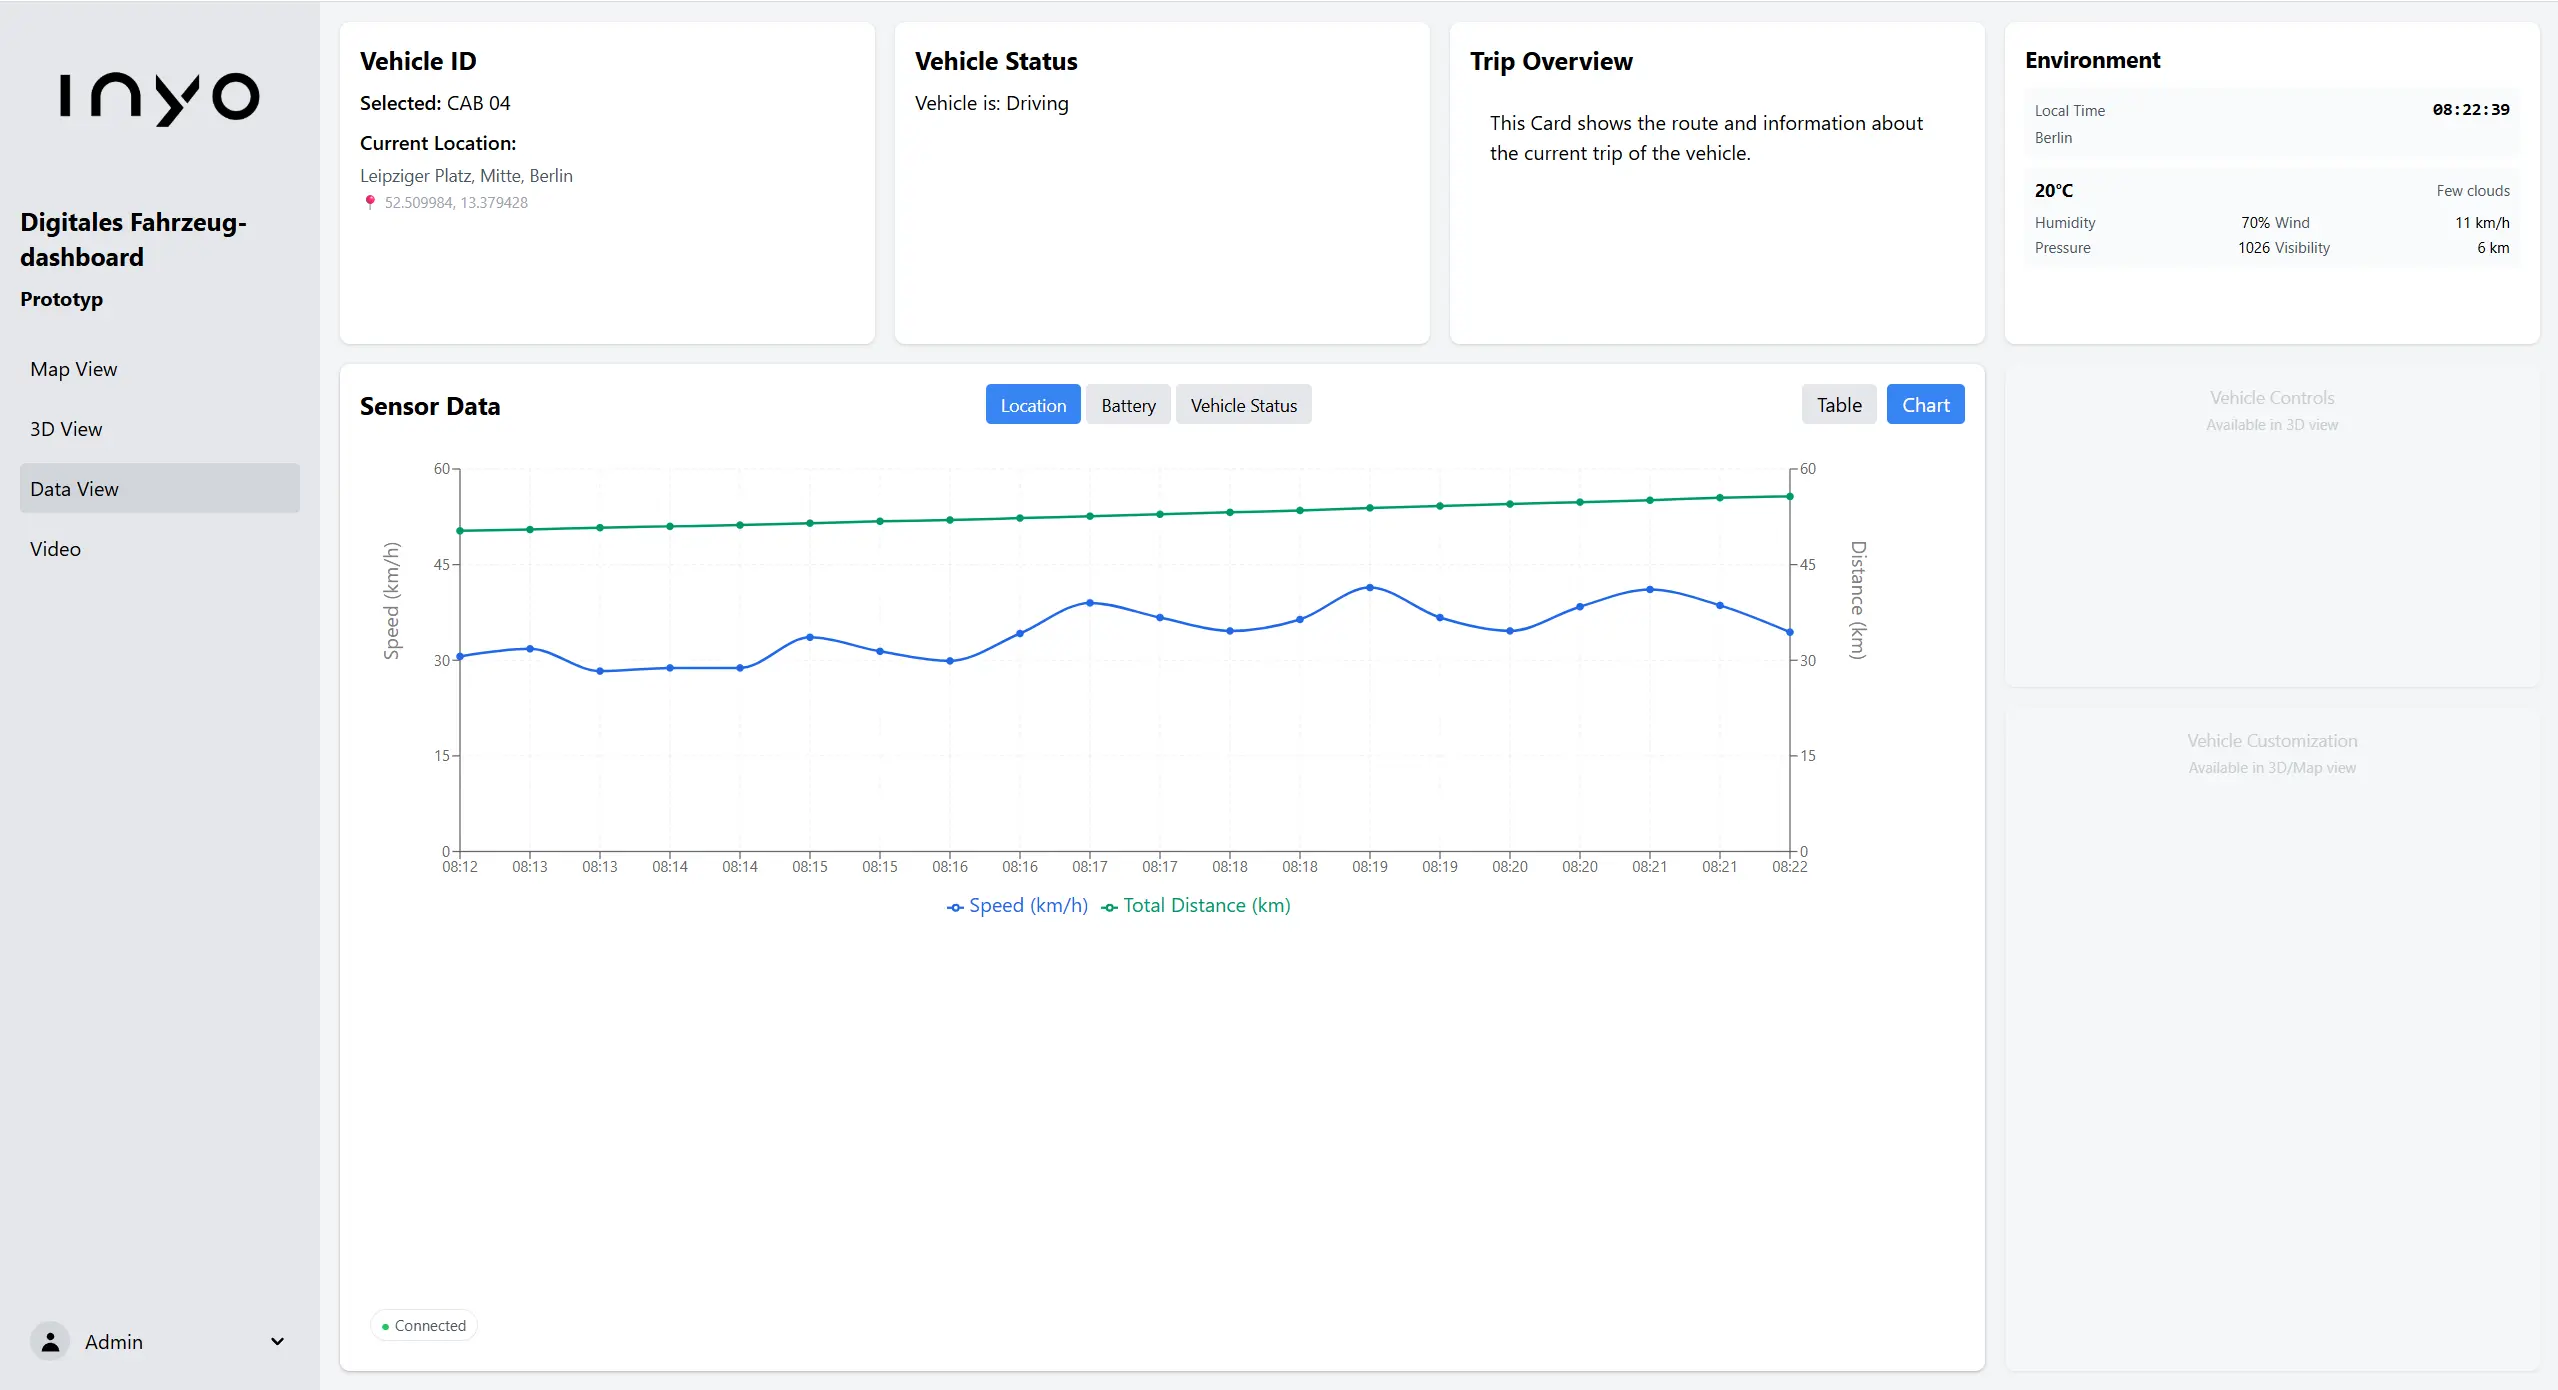 INYO
Digitales Fahrzeug-
dashboard
Prototyp
Map View
3D View
Data View
Video
Admin
Vehicle ID
Selected: CAB 04
Current Location:
Leipziger Platz, Mitte, Berlin
52.509984, 13.379428
Vehicle Status
Vehicle is: Driving
Trip Overview
This Card shows the route and information about
the current trip of the vehicle.
Environment
Local Time 08:22:39
Berlin
20°C Few clouds
Humidity 70% Wind 11 km/h
Pressure 1026 Visibility 6 km
Sensor Data
Location Battery Vehicle Status
Table Chart
60 60
45 45
30 30
15 15
0 0
Speed (km/h)
Distance (km)
08:12 08:13 08:13 08:14 08:14 08:15 08:15 08:16 08:16 08:17 08:17 08:18 08:18 08:19 08:19 08:20 08:20 08:21 08:21 08:22
Speed (km/h) Total Distance (km)
Connected
Vehicle Controls
Available in 3D view
Vehicle Customization
Available in 3D/Map view